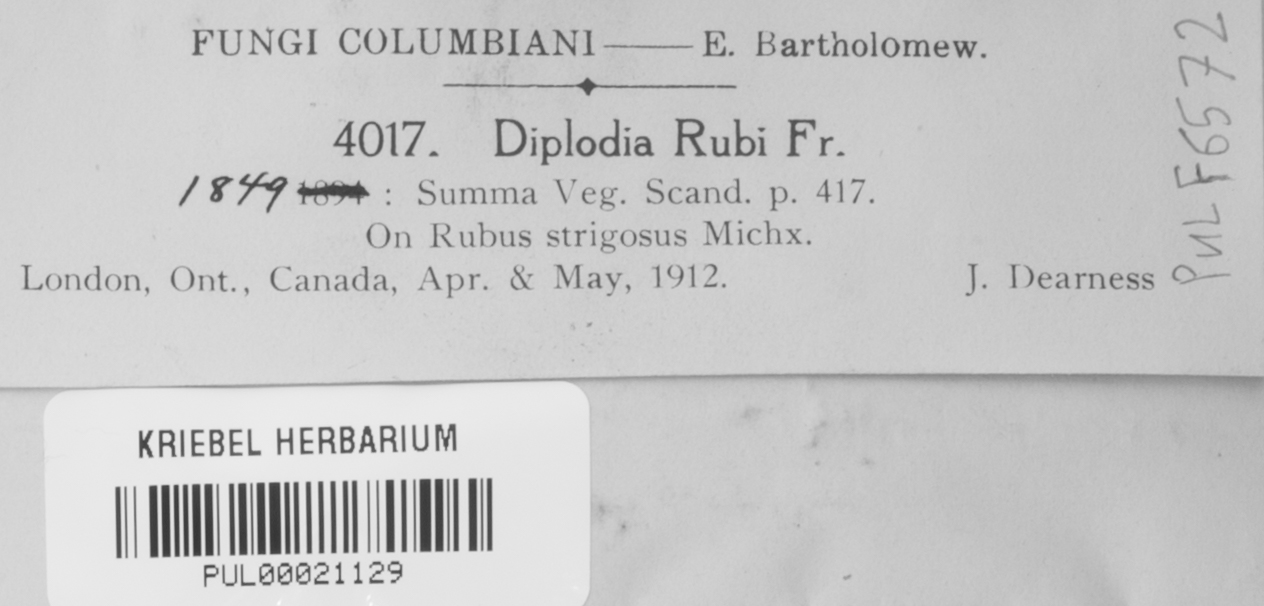 FUNGI COLUMBIANI — E. Bartholomew.
4017. Diplodia Rubi Fr.
1849 1894 : Summa Veg. Scand. p. 417.
On Rubus strigosus Michx.
London, Ont., Canada, Apr. & May, 1912. J. Dearness
PUL F6572
KRIEBEL HERBARIUM
PUL00021129